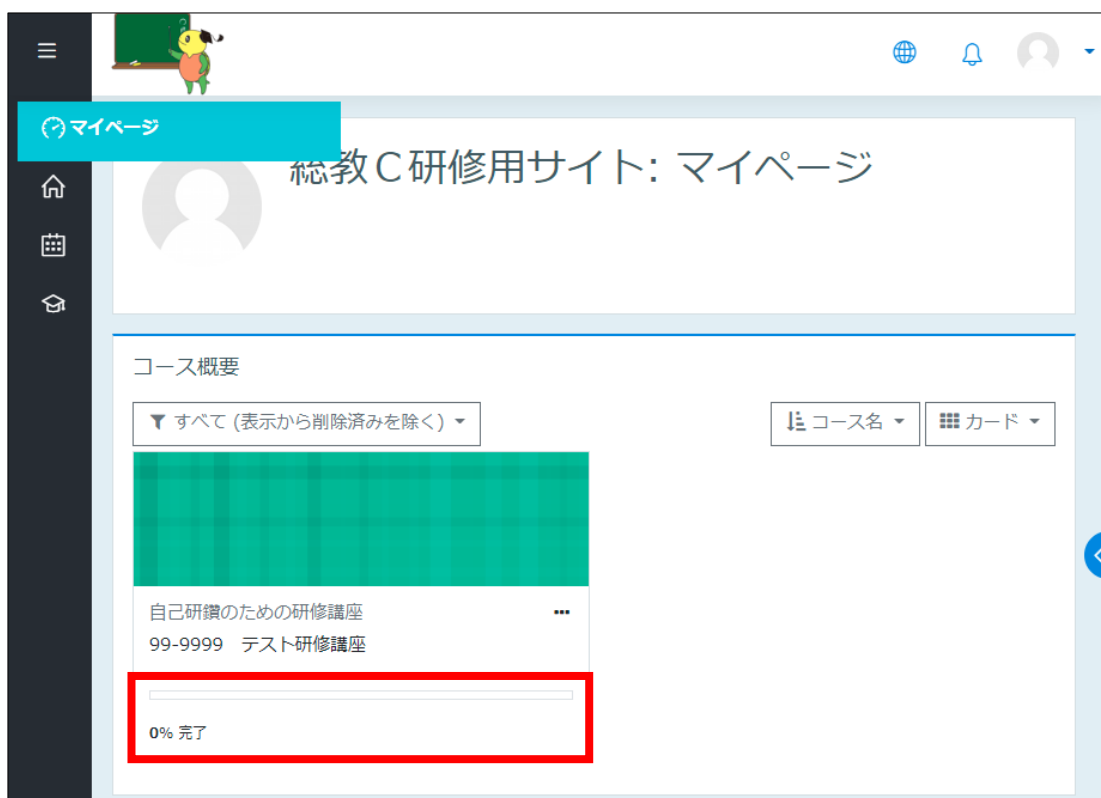 マイページ
総教C研修用サイト: マイページ
コース概要
すべて (表示から削除済みを除く)
コース名
カード
自己研鑽のための研修講座
99-9999　テスト研修講座
0% 完了